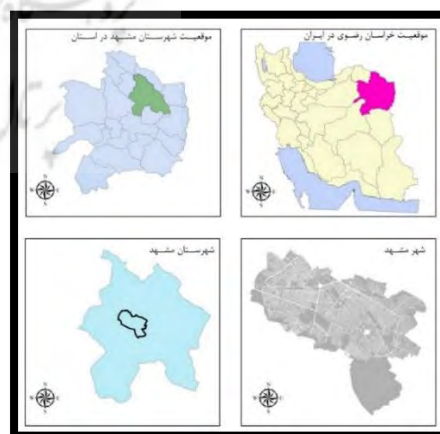 موقعیت خراسان رضوی در ایران
موقعیت شهرستان مشهد در استان
شهر مشهد
شهرستان مشهد